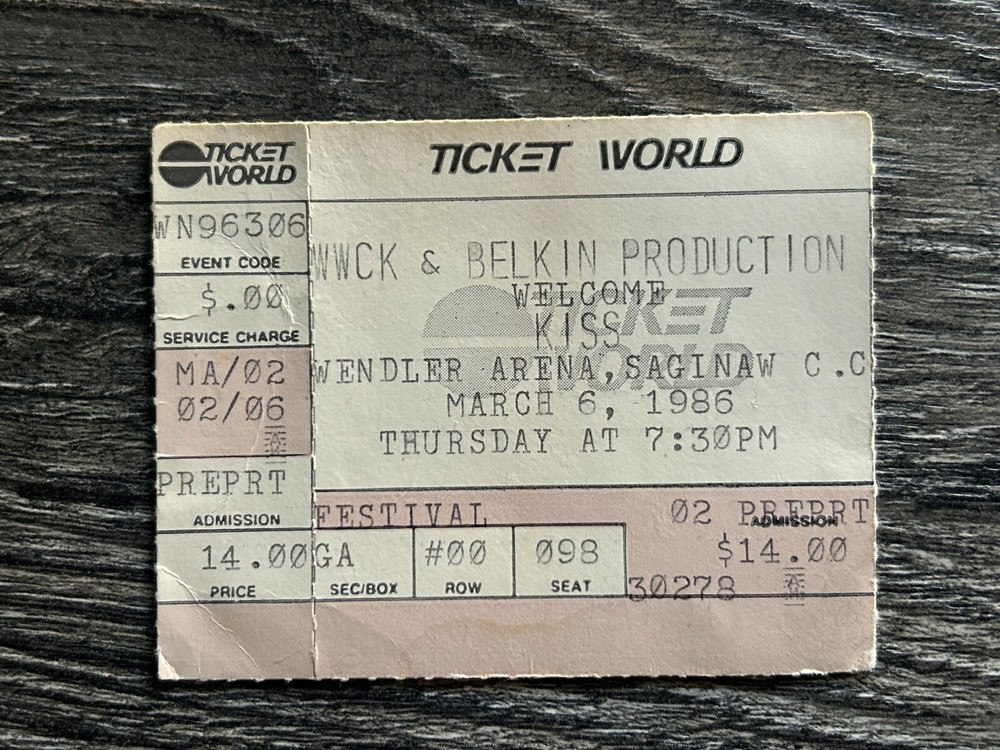 TICKET WORLD
WN96306
EVENT CODE
$.00
SERVICE CHARGE
MA/02
02/06
PREPRT
ADMISSION
14.00
PRICE
TICKET WORLD
WWCK & BELKIN PRODUCTION
WELCOME
KISS
TICKET WORLD
WENDLER ARENA,SAGINAW C.C
MARCH 6, 1986
THURSDAY AT 7:30PM
FESTIVAL 02 PREPRT
ADMISSION
GA #00 098 $14.00
SEC/BOX ROW SEAT
30278